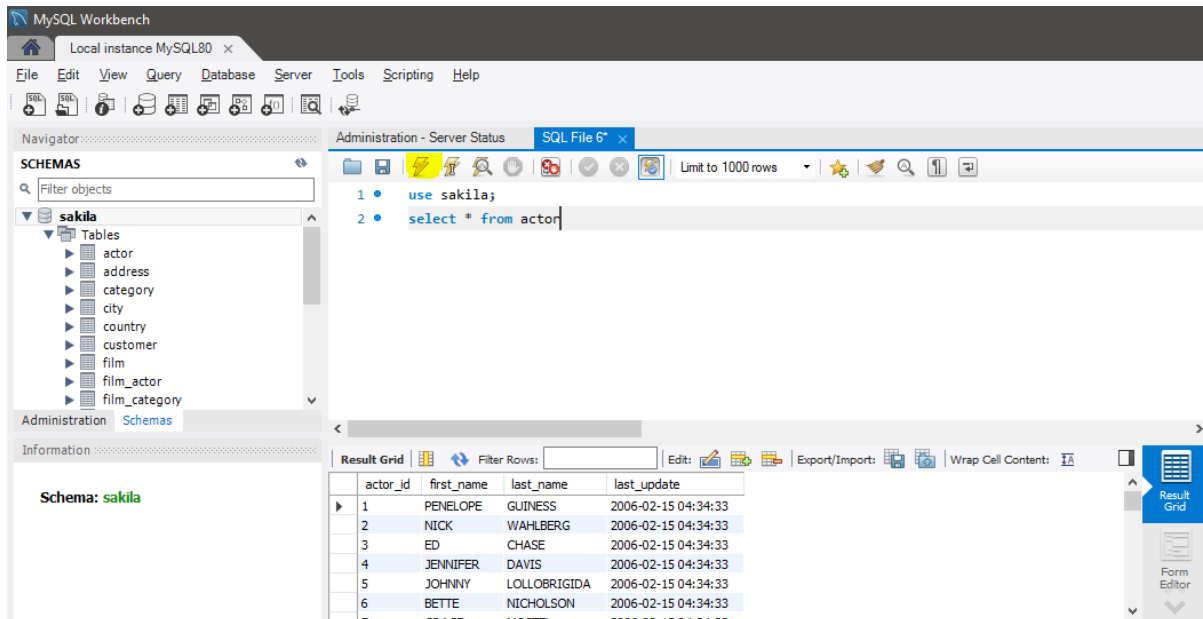 MySQL Workbench
Local instance MySQL80
File Edit View Query Database Server Tools Scripting Help
Navigator
SCHEMAS
Filter objects
sakila
Tables
actor
address
category
city
country
customer
film
film_actor
film_category
Administration Schemas
Information
Schema: sakila
Administration - Server Status SQL File 6*
Limit to 1000 rows
1 use sakila;
2 select * from actor
Result Grid Filter Rows: Edit: Export/Import: Wrap Cell Content:
actor_id first_name last_name last_update
1 PENELOPE GUINESS 2006-02-15 04:34:33
2 NICK WAHLBERG 2006-02-15 04:34:33
3 ED CHASE 2006-02-15 04:34:33
4 JENNIFER DAVIS 2006-02-15 04:34:33
5 JOHNNY LOLLOBRIGIDA 2006-02-15 04:34:33
6 BETTE NICHOLSON 2006-02-15 04:34:33
Result
Grid
Form
Editor